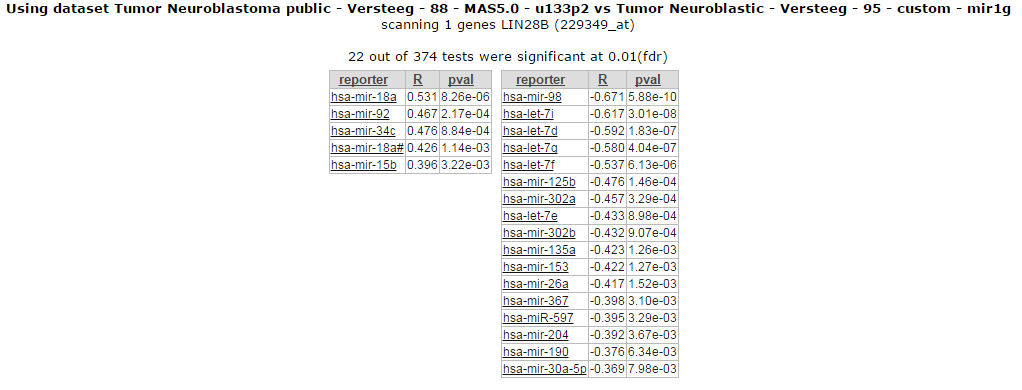 Using dataset Tumor Neuroblastoma public - Versteeg - 88 - MAS5.0 - u133p2 vs Tumor Neuroblastic - Versteeg - 95 - custom - mir1g
scanning 1 genes LIN28B (229349_at)
22 out of 374 tests were significant at 0.01(fdr)
reporter R pval
hsa-mir-18a 0.531 8.26e-06
hsa-mir-92 0.467 2.17e-04
hsa-mir-34c 0.476 8.84e-04
hsa-mir-18a# 0.426 1.14e-03
hsa-mir-15b 0.396 3.22e-03
reporter R pval
hsa-mir-98 -0.671 5.88e-10
hsa-let-7i -0.617 3.01e-08
hsa-let-7d -0.592 1.83e-07
hsa-let-7g -0.580 4.04e-07
hsa-let-7f -0.537 6.13e-06
hsa-mir-125b -0.476 1.46e-04
hsa-mir-302a -0.457 3.29e-04
hsa-let-7e -0.433 8.98e-04
hsa-mir-302b -0.432 9.07e-04
hsa-mir-135a -0.423 1.26e-03
hsa-mir-153 -0.422 1.27e-03
hsa-mir-26a -0.417 1.52e-03
hsa-mir-367 -0.398 3.10e-03
hsa-miR-597 -0.395 3.29e-03
hsa-mir-204 -0.392 3.67e-03
hsa-mir-190 -0.376 6.34e-03
hsa-mir-30a-5p -0.369 7.98e-03